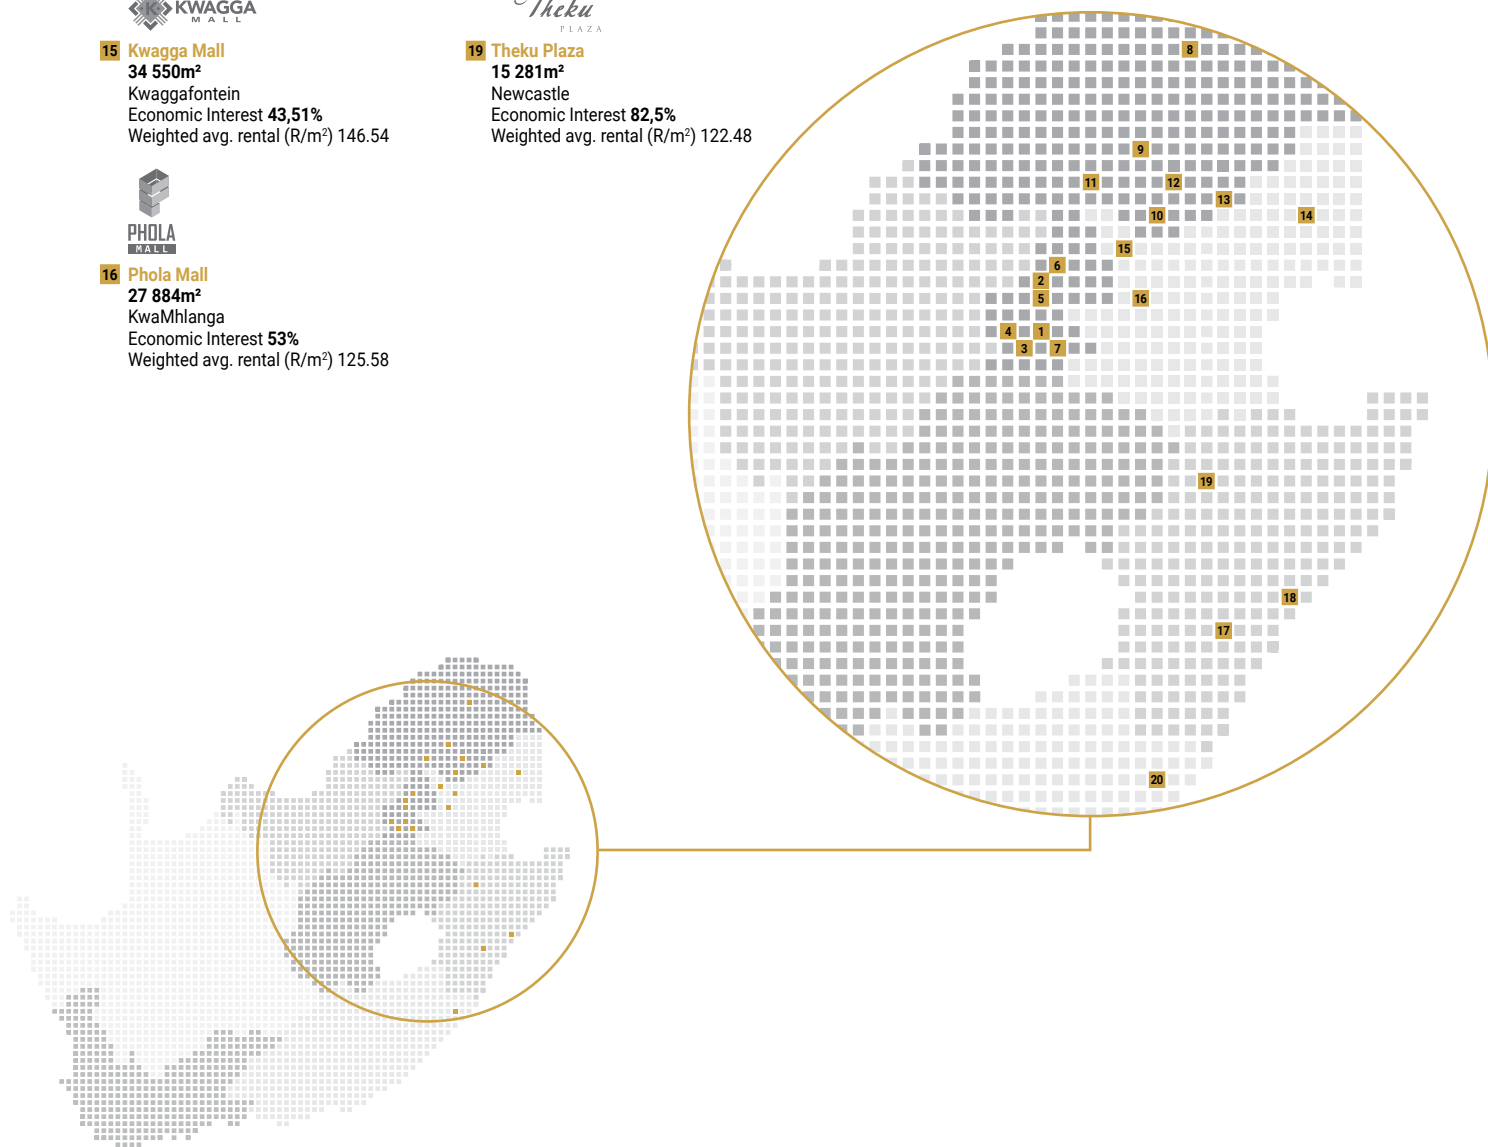 KWAGGA
MALL
15 Kwagga Mall
34 550m²
Kwaggafontein
Economic Interest 43,51%
Weighted avg. rental (R/m²) 146.54
PHOLA
MALL
16 Phola Mall
27 884m²
KwaMhlanga
Economic Interest 53%
Weighted avg. rental (R/m²) 125.58
Theku
PLAZA
19 Theku Plaza
15 281m²
Newcastle
Economic Interest 82,5%
Weighted avg. rental (R/m²) 122.48
8
9
11
12
13
10
14
15
6
2
5
16
4
1
3
7
19
18
17
20